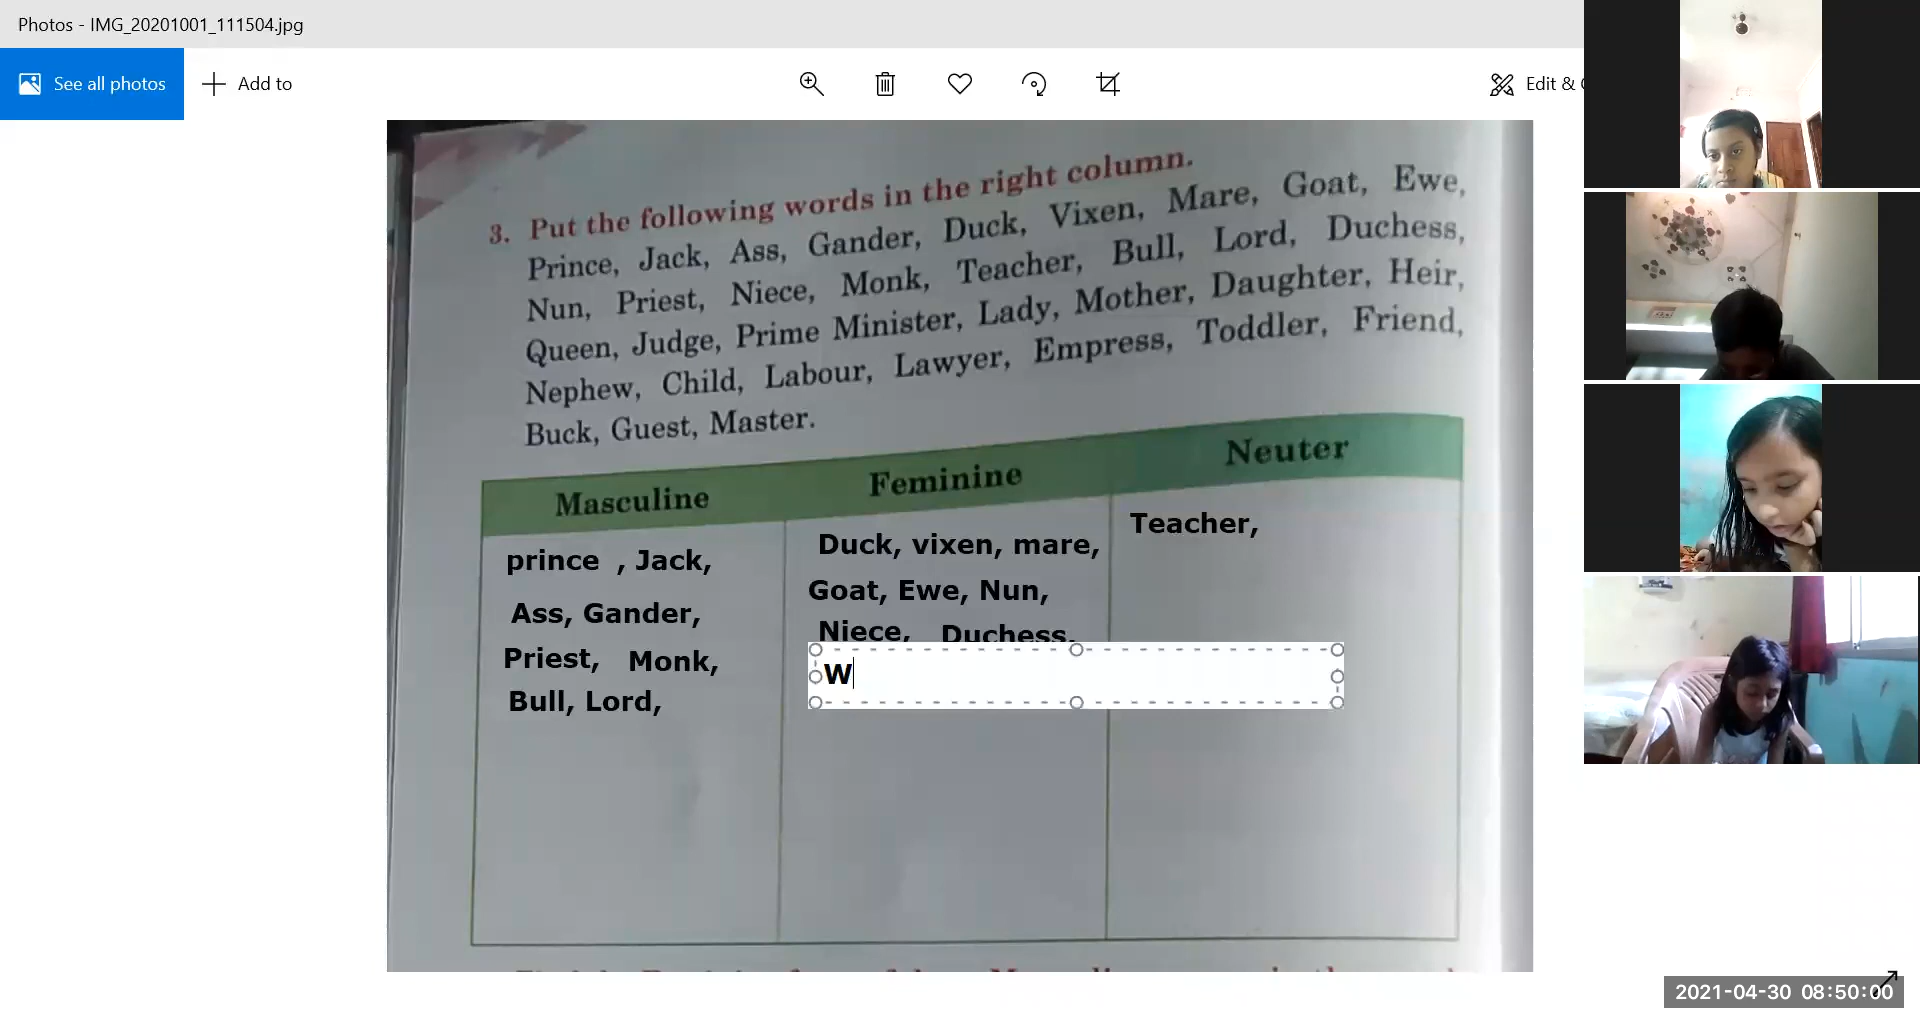 Photos - IMG_20201001_111504.jpg
See all photos
Add to
Edit &
3. Put the following words in the right column.
Prince, Jack, Ass, Gander, Duck, Vixen, Mare, Goat, Ewe,
Nun, Priest, Niece, Monk, Teacher, Bull, Lord, Duchess,
Queen, Judge, Prime Minister, Lady, Mother, Daughter, Heir,
Nephew, Child, Labour, Lawyer, Empress, Toddler, Friend,
Buck, Guest, Master.
Masculine Feminine Neuter
prince , Jack,
Ass, Gander,
Priest, Monk,
Bull, Lord,
Duck, vixen, mare,
Goat, Ewe, Nun,
Niece, Duchess,
W
Teacher,
2021-04-30 08:50:00